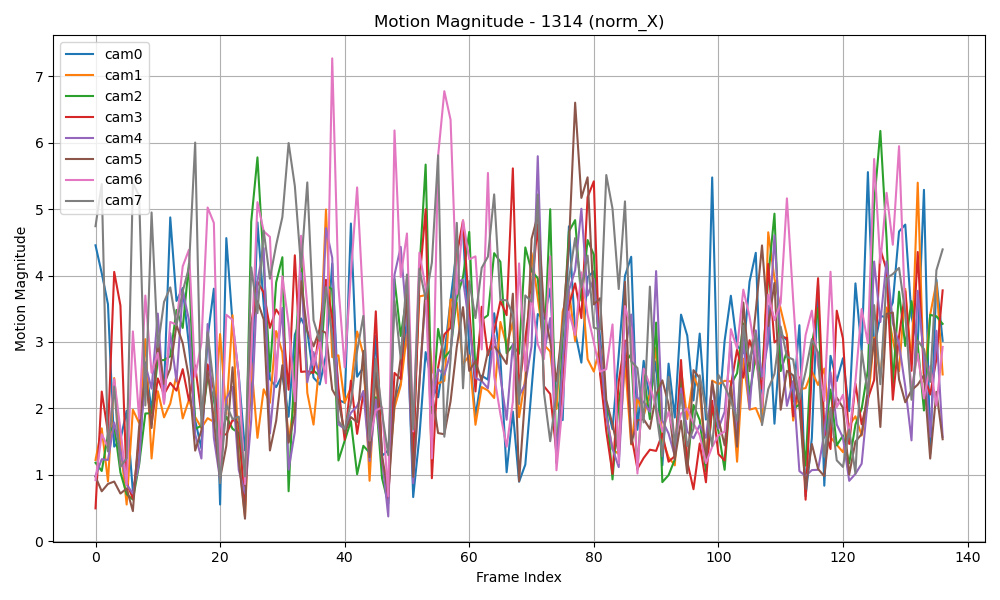 Motion Magnitude - 1314 (norm_X)
cam0
cam1
cam2
cam3
cam4
cam5
cam6
cam7
Motion Magnitude
7
6
5
4
3
2
1
0
0 20 40 60 80 100 120 140
Frame Index